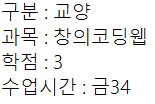 구분 : 교양
과목 : 창의코딩웹
학점 : 3
수업시간 : 금34